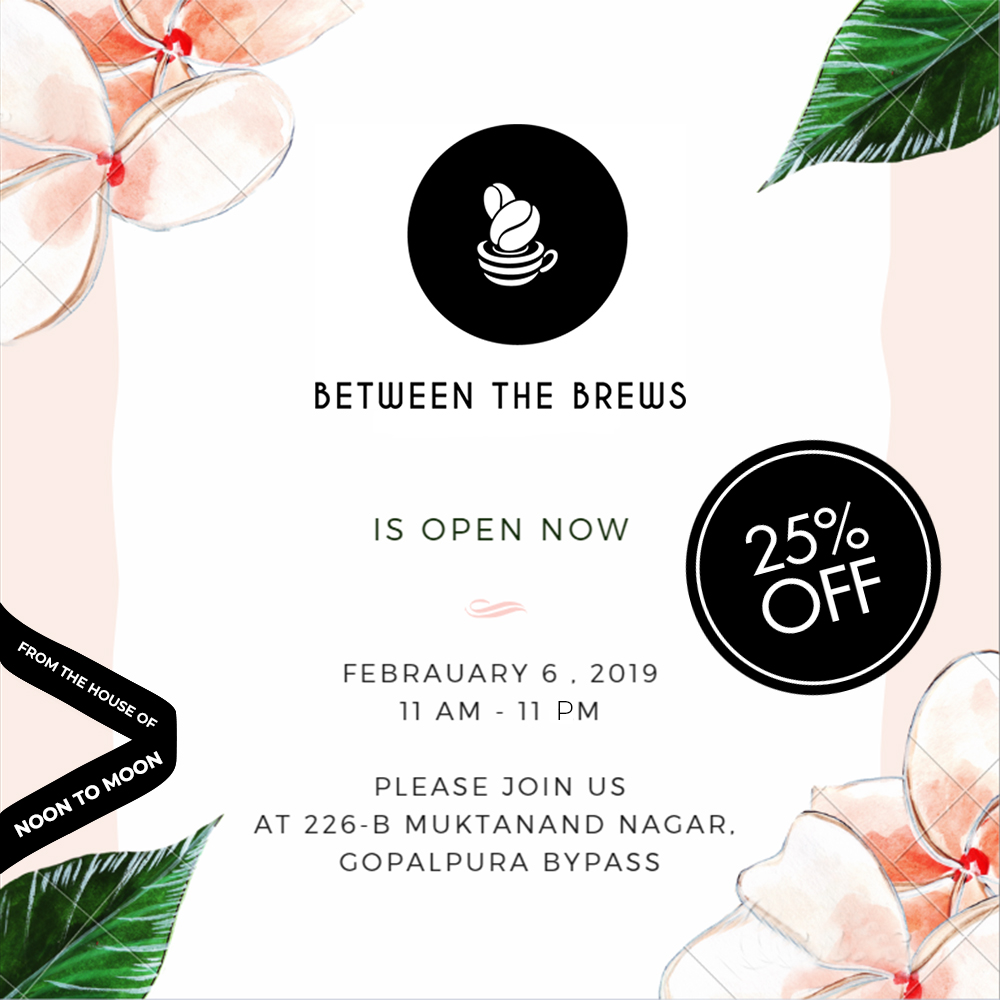 BETWEEN THE BREWS
IS OPEN NOW
25%
OFF
FEBRAUARY 6 , 2019
11 AM - 11 PM
FROM THE HOUSE OF
NOON TO MOON
PLEASE JOIN US
AT 226-B MUKTANAND NAGAR,
GOPALPURA BYPASS